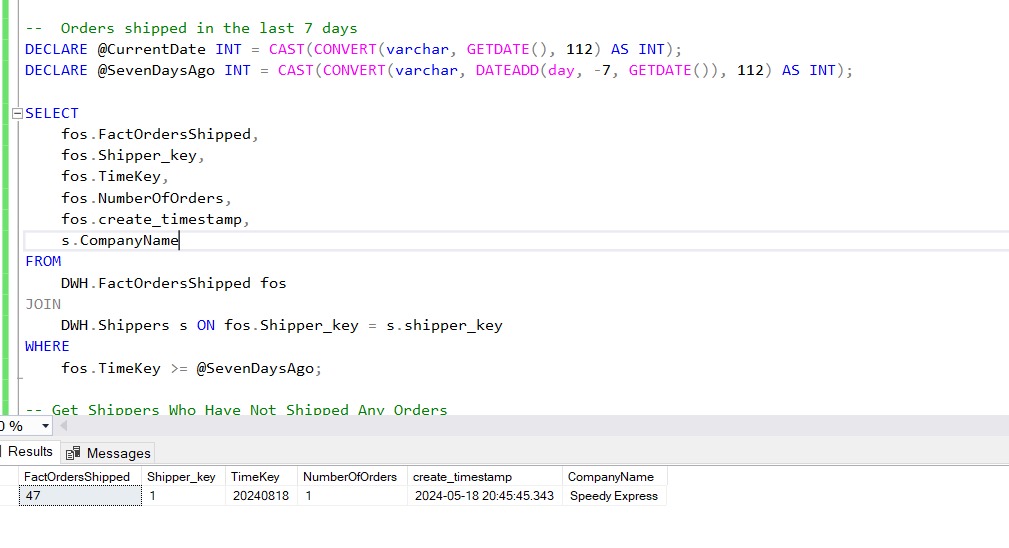 --  Orders shipped in the last 7 days
DECLARE @CurrentDate INT = CAST(CONVERT(varchar, GETDATE(), 112) AS INT);
DECLARE @SevenDaysAgo INT = CAST(CONVERT(varchar, DATEADD(day, -7, GETDATE()), 112) AS INT);
SELECT
fos.FactOrdersShipped,
fos.Shipper_key,
fos.TimeKey,
fos.NumberOfOrders,
fos.create_timestamp,
s.CompanyName
FROM
DWH.FactOrdersShipped fos
JOIN
DWH.Shippers s ON fos.Shipper_key = s.shipper_key
WHERE
fos.TimeKey >= @SevenDaysAgo;
-- Get Shippers Who Have Not Shipped Any Orders
0 %
Results Messages
FactOrdersShipped Shipper_key TimeKey NumberOfOrders create_timestamp CompanyName
47 1 20240818 1 2024-05-18 20:45:45.343 Speedy Express